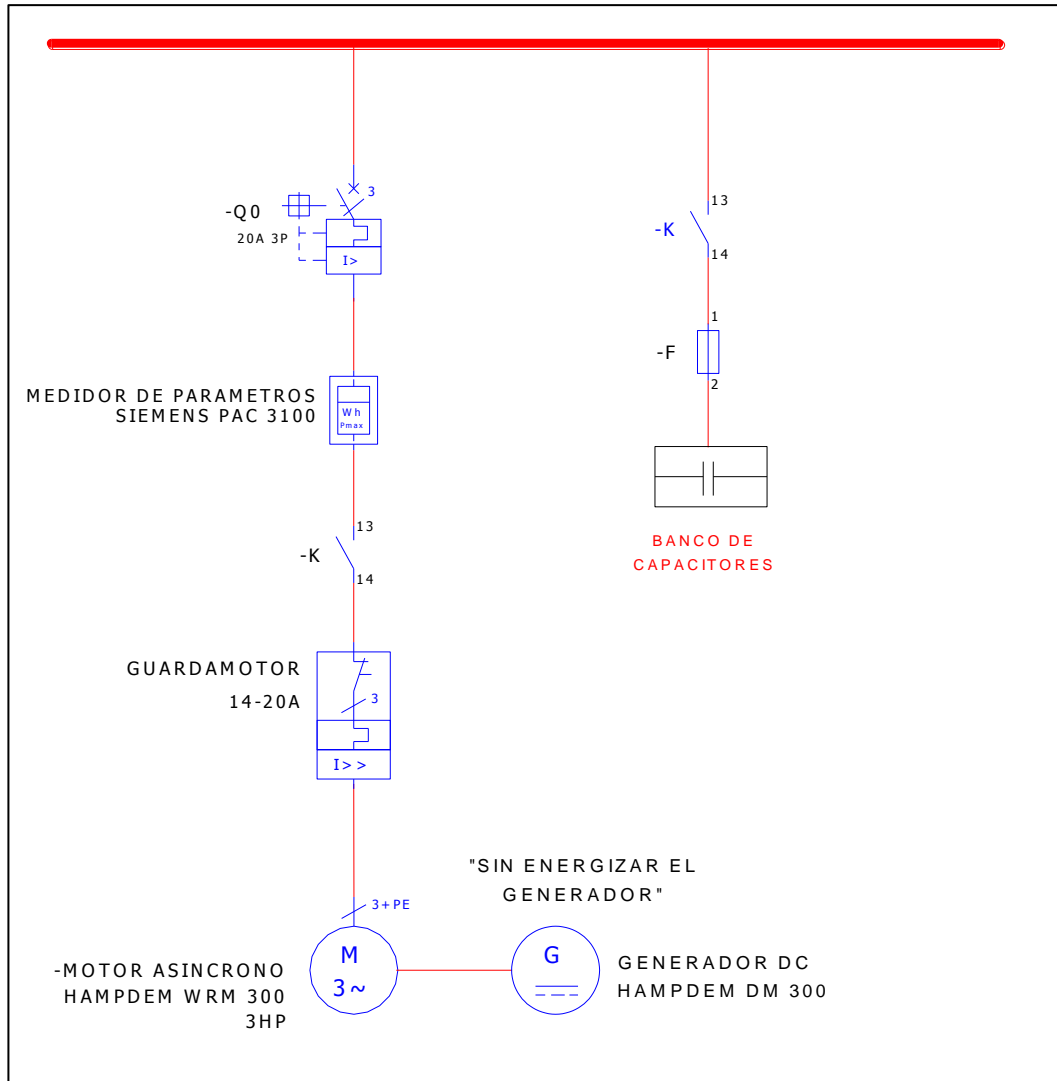 3
-Q0
20A 3P
I>
MEDIDOR DE PARAMETROS
SIEMENS PAC 3100
Wh
Pmax
13
-K
14
GUARDAMOTOR
14-20A
3
I>>
3+PE
M
3~
-MOTOR ASINCRONO
HAMPDEM WRM 300
3HP
"SIN ENERGIZAR EL
GENERADOR"
G
GENERADOR DC
HAMPDEM DM 300
13
-K
14
1
-F
2
BANCO DE
CAPACITORES